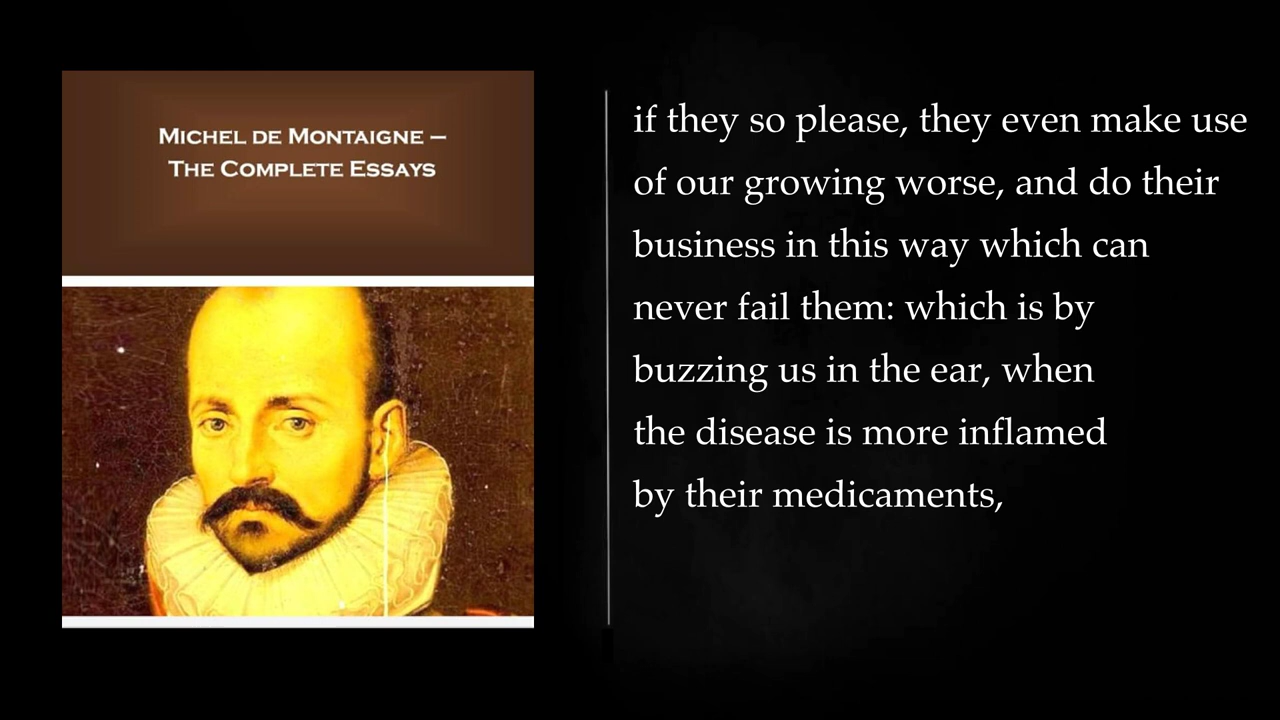 MICHEL DE MONTAIGNE –
THE COMPLETE ESSAYS
if they so please, they even make use
of our growing worse, and do their
business in this way which can
never fail them: which is by
buzzing us in the ear, when
the disease is more inflamed
by their medicaments,